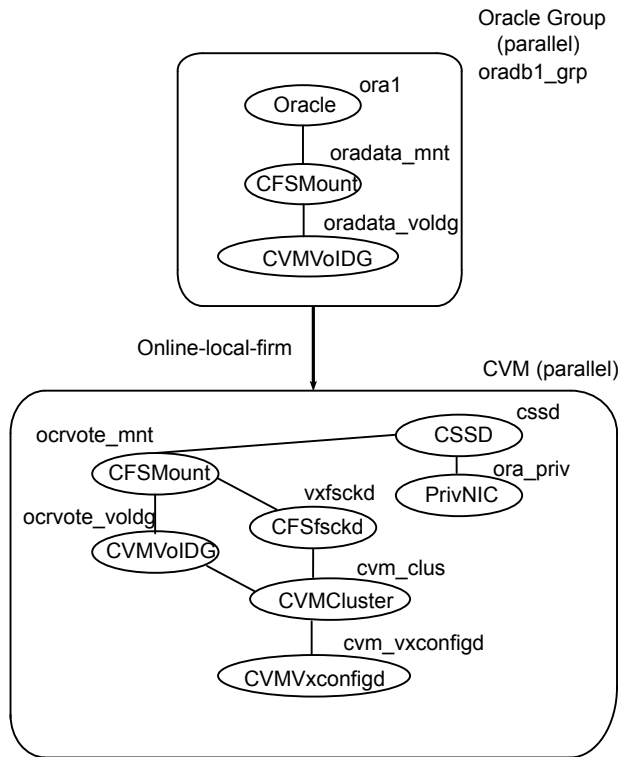 Oracle Group
(parallel)
oradb1_grp
ora1
Oracle
oradata_mnt
CFSMount
oradata_voldg
CVMVolDG
Online-local-firm
CVM (parallel)
cssd
CSSD
ocrvote_mnt
CFSMount
ora_priv
PrivNIC
vxfsckd
CFSfsckd
ocrvote_voldg
CVMVolDG
cvm_clus
CVMCluster
cvm_vxconfigd
CVMVxconfigd